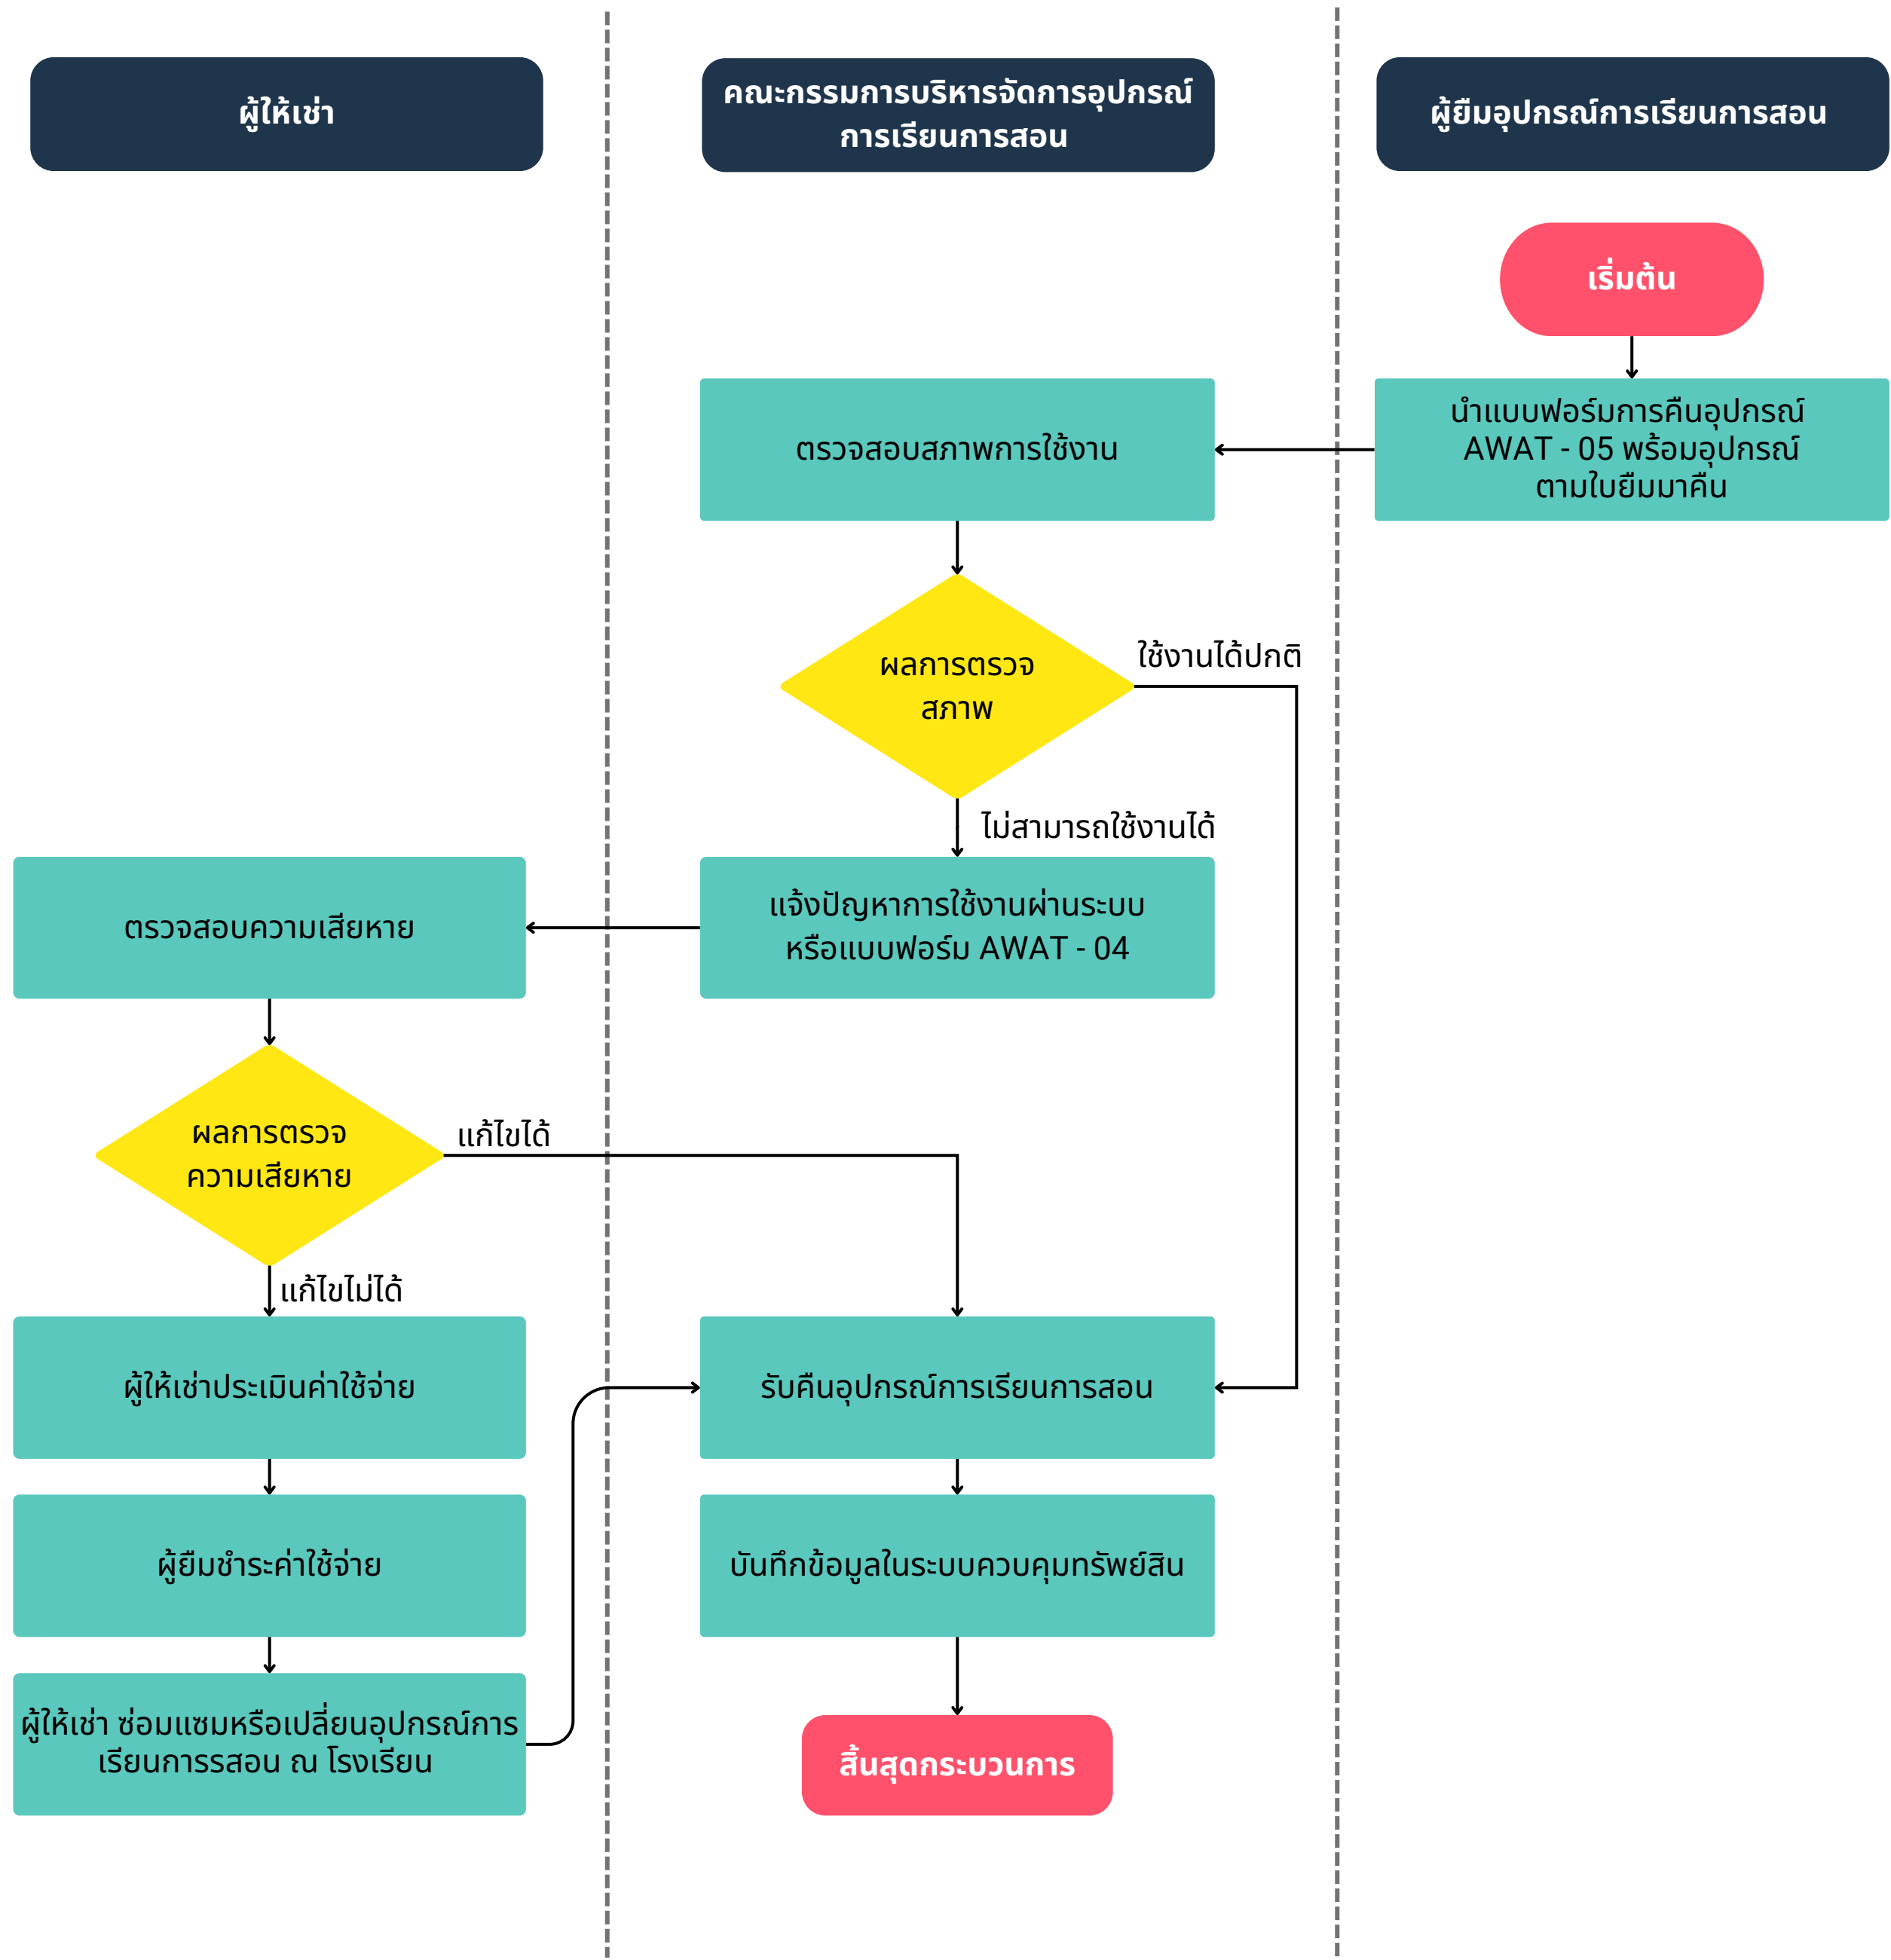 ผู้ให้เช่า
คณะกรรมการบริหารจัดการอุปกรณ์
การเรียนการสอน
ผู้ยืมอุปกรณ์การเรียนการสอน
เริ่มต้น
นำแบบฟอร์มการคืนอุปกรณ์
AWAT - 05 พร้อมอุปกรณ์
ตามใบยืมมาคืน
ตรวจสอบสภาพการใช้งาน
ผลการตรวจ
สภาพ
ใช้งานได้ปกติ
ไม่สามารถใช้งานได้
แจ้งปัญหาการใช้งานผ่านระบบ
หรือแบบฟอร์ม AWAT - 04
ตรวจสอบความเสียหาย
ผลการตรวจ
ความเสียหาย
แก้ไขได้
แก้ไขไม่ได้
ผู้ให้เช่าประเมินค่าใช้จ่าย
ผู้ยืมชำระค่าใช้จ่าย
ผู้ให้เช่า ซ่อมแซมหรือเปลี่ยนอุปกรณ์การ
เรียนการรสอน ณ โรงเรียน
รับคืนอุปกรณ์การเรียนการสอน
บันทึกข้อมูลในระบบควบคุมทรัพย์สิน
สิ้นสุดกระบวนการ